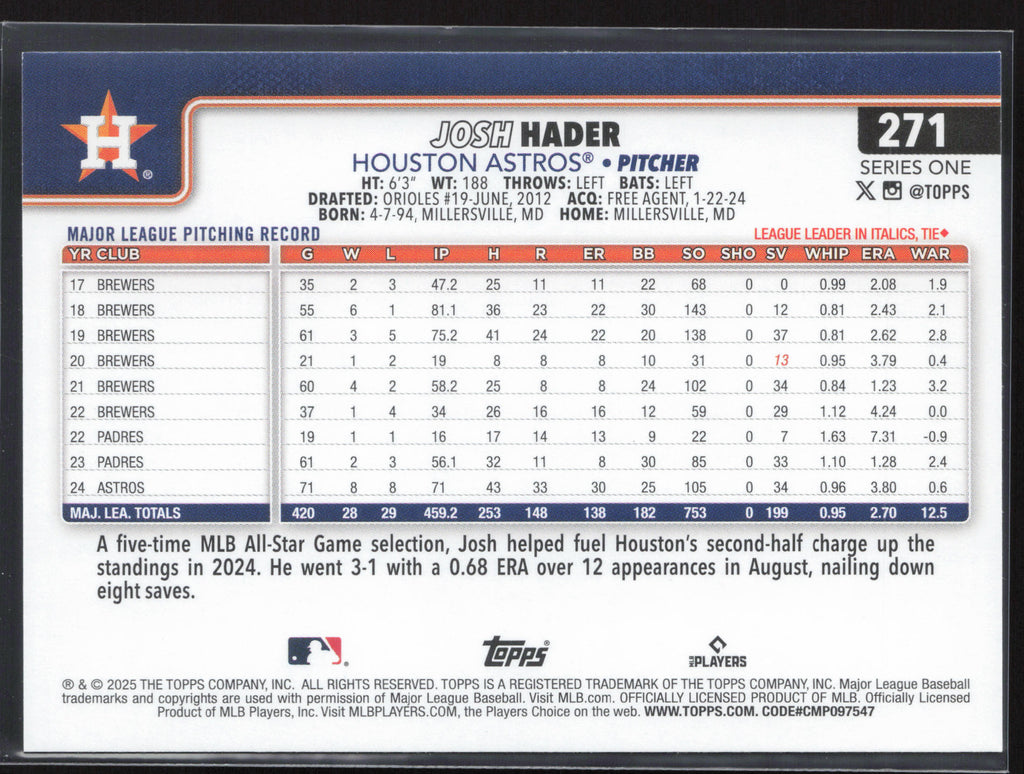 H ®
JOSH HADER
271
HOUSTON ASTROS® • PITCHER
SERIES ONE
HT: 6'3" WT: 188 THROWS: LEFT BATS: LEFT
X @TOPPS
DRAFTED: ORIOLES #19-JUNE, 2012 ACQ: FREE AGENT, 1-22-24
BORN: 4-7-94, MILLERSVILLE, MD HOME: MILLERSVILLE, MD
MAJOR LEAGUE PITCHING RECORD LEAGUE LEADER IN ITALICS, TIE◆
YR CLUB G W L IP H R ER BB SO SHO SV WHIP ERA WAR
17 BREWERS 35 2 3 47.2 25 11 11 22 68 0 0 0.99 2.08 1.9
18 BREWERS 55 6 1 81.1 36 23 22 30 143 0 12 0.81 2.43 2.1
19 BREWERS 61 3 5 75.2 41 24 22 20 138 0 37 0.81 2.62 2.8
20 BREWERS 21 1 2 19 8 8 8 10 31 0 13 0.95 3.79 0.4
21 BREWERS 60 4 2 58.2 25 8 8 24 102 0 34 0.84 1.23 3.2
22 BREWERS 37 1 4 34 26 16 16 12 59 0 29 1.12 4.24 0.0
22 PADRES 19 1 1 16 17 14 13 9 22 0 7 1.63 7.31 -0.9
23 PADRES 61 2 3 56.1 32 11 8 30 85 0 33 1.10 1.28 2.4
24 ASTROS 71 8 8 71 43 33 30 25 105 0 34 0.96 3.80 0.6
MAJ. LEA. TOTALS 420 28 29 459.2 253 148 138 182 753 0 199 0.95 2.70 12.5
A five-time MLB All-Star Game selection, Josh helped fuel Houston's second-half charge up the
standings in 2024. He went 3-1 with a 0.68 ERA over 12 appearances in August, nailing down
eight saves.
® Topps® MLB PLAYERS
® & © 2025 THE TOPPS COMPANY, INC. ALL RIGHTS RESERVED. TOPPS IS A REGISTERED TRADEMARK OF THE TOPPS COMPANY, INC. Major League Baseball
trademarks and copyrights are used with permission of Major League Baseball. Visit MLB.com. OFFICIALLY LICENSED PRODUCT OF MLB. Officially Licensed
Product of MLB Players, Inc. Visit MLBPLAYERS.COM, the Players Choice on the web. WWW.TOPPS.COM. CODE#CMP097547